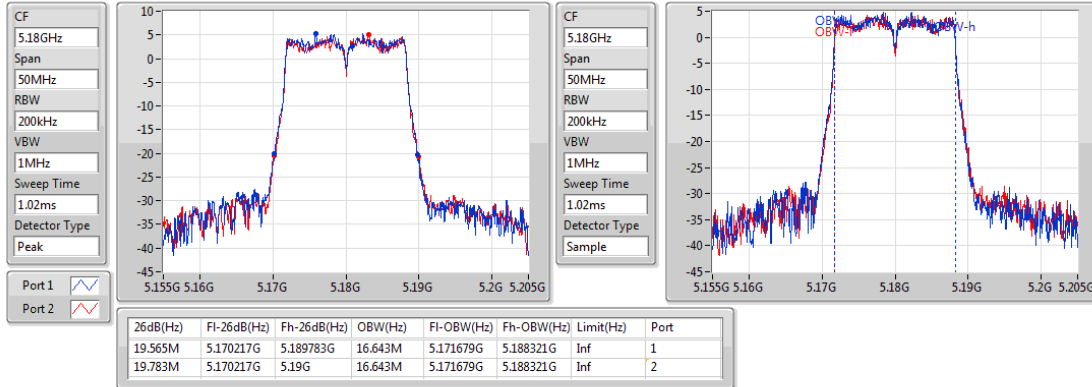 CF
5.18GHz
Span
50MHz
RBW
200kHz
VBW
1MHz
Sweep Time
1.02ms
Detector Type
Peak
Port 1
Port 2
10
5
0
-5
-10
-15
-20
-25
-30
-35
-40
-45
5.155G 5.16G 5.17G 5.18G 5.19G 5.2G 5.205G
CF
5.18GHz
Span
50MHz
RBW
200kHz
VBW
1MHz
Sweep Time
1.02ms
Detector Type
Sample
5
0
-5
-10
-15
-20
-25
-30
-35
-40
-45
OBW-h
5.155G 5.16G 5.17G 5.18G 5.19G 5.2G 5.205G
26dB(Hz) Fl-26dB(Hz) Fh-26dB(Hz) OBW(Hz) Fl-OBW(Hz) Fh-OBW(Hz) Limit(Hz) Port
19.565M 5.170217G 5.189783G 16.643M 5.171679G 5.188321G Inf 1
19.783M 5.170217G 5.19G 16.643M 5.171679G 5.188321G Inf 2